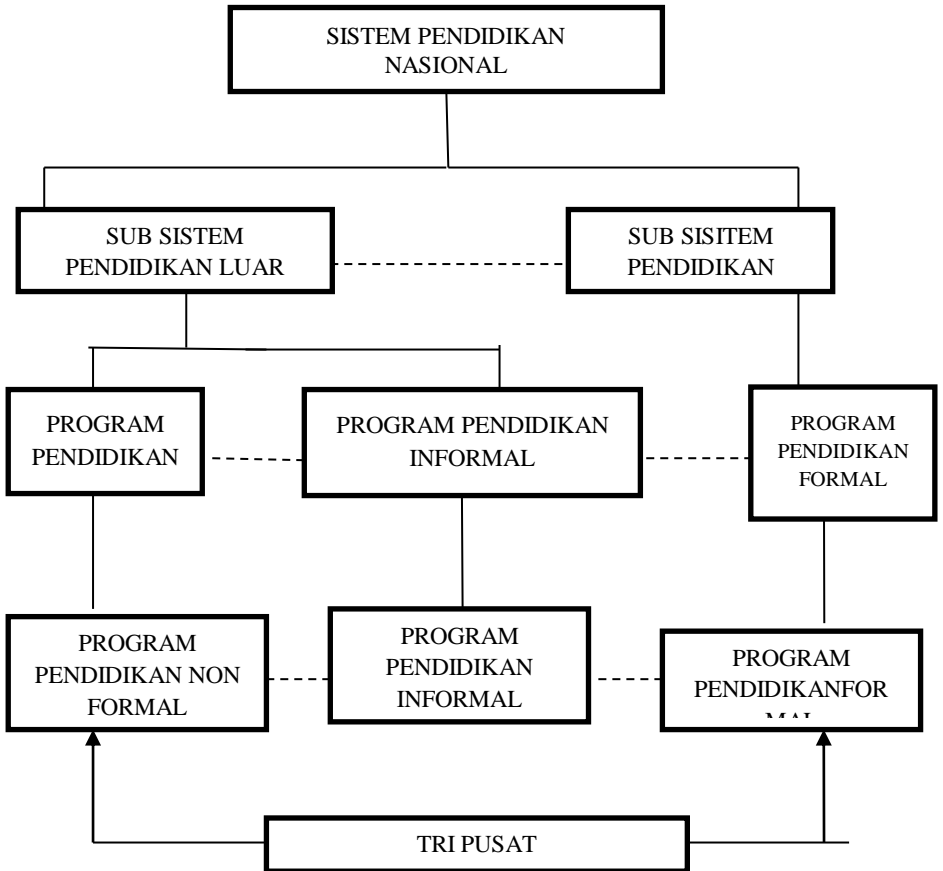 SISTEM PENDIDIKAN
NASIONAL
SUB SISTEM
PENDIDIKAN LUAR
SUB SISITEM
PENDIDIKAN
PROGRAM
PENDIDIKAN
PROGRAM PENDIDIKAN
INFORMAL
PROGRAM
PENDIDIKAN
FORMAL
PROGRAM
PENDIDIKAN NON
FORMAL
PROGRAM
PENDIDIKAN
INFORMAL
PROGRAM
PENDIDIKANFOR
TRI PUSAT